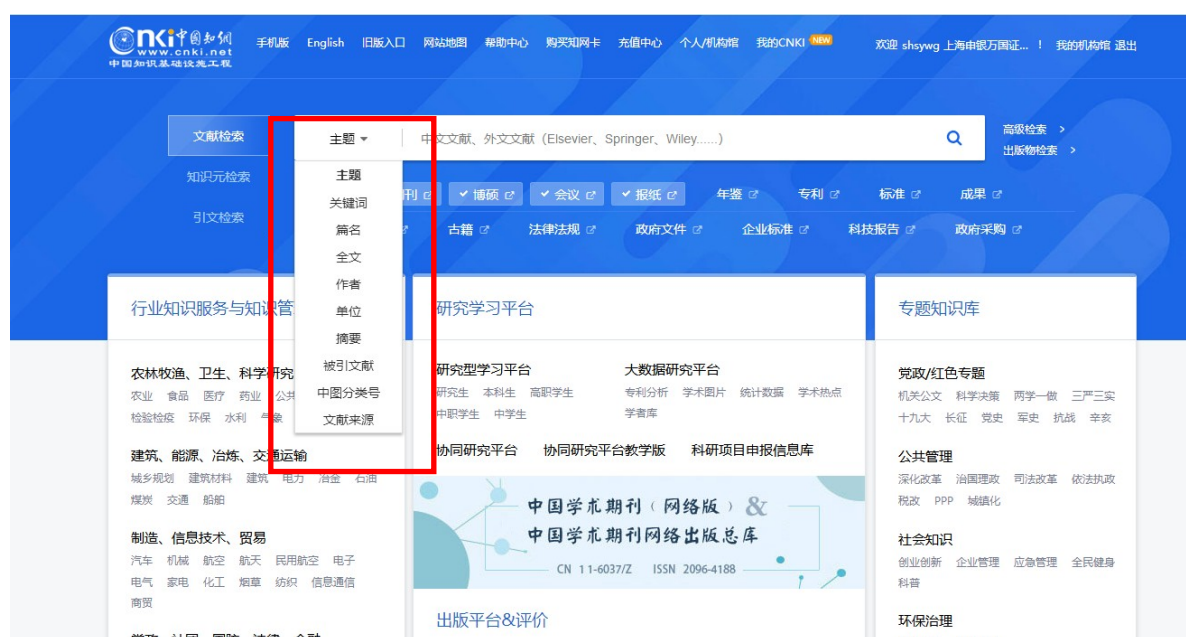 cnki中国知网
www.cnki.net
中国知识基础设施工程
手机版 English 旧版入口 网站地图 帮助中心 购买知网卡 充值中心 个人/机构馆 我的CNKI NEW 欢迎 shsywg 上海申银万国证... ! 我的机构馆 退出
文献检索 主题 中文文献、外文文献（Elsevier、Springer、Wiley......） 高级检索 >
出版物检索 >
知识元检索
引文检索
主题
关键词
篇名
全文
作者
单位
摘要
被引文献
中图分类号
文献来源
刊 博硕 会议 报纸 年鉴 专利 标准 成果
古籍 法律法规 政府文件 企业标准 科技报告 政府采购
行业知识服务与知识管
农林牧渔、卫生、科学研究
农业 食品 医疗 药业 公共
检验检疫 环保 水利 气象
建筑、能源、冶炼、交通运输
城乡规划 建筑材料 建筑 电力 冶金 石油
煤炭 交通 船舶
制造、信息技术、贸易
汽车 机械 航空 航天 民用航空 电子
电气 家电 化工 烟草 纺织 信息通信
商贸
研究学习平台
研究型学习平台 大数据研究平台
研究生 本科生 高职学生 专利分析 学术图片 统计数据 学术热点
中职学生 中学生 学者库
协同研究平台 协同研究平台教学版 科研项目申报信息库
中国学术期刊（网络版）&
中国学术期刊网络出版总库
CN 11-6037/Z ISSN 2096-4188
出版平台&评价
专题知识库
党政/红色专题
机关公文 科学决策 两学一做 三严三实
十九大 长征 党史 军史 抗战 辛亥
公共管理
深化改革 治国理政 司法改革 依法执政
税改 PPP 城镇化
社会知识
创业创新 企业管理 应急管理 全民健身
科普
环保治理